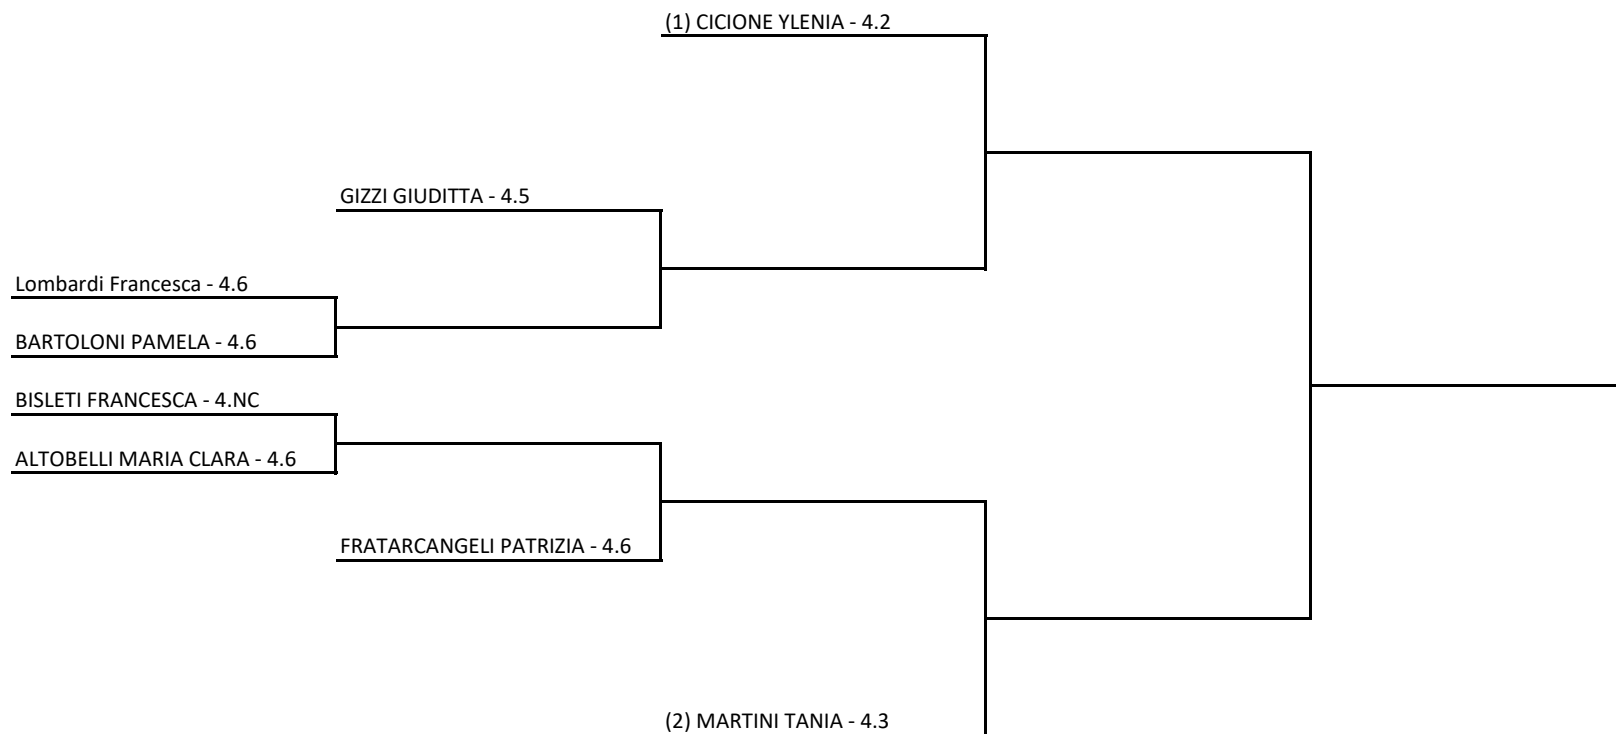 (1) CICIONE YLENIA - 4.2
GIZZI GIUDITTA - 4.5
Lombardi Francesca - 4.6
BARTOLONI PAMELA - 4.6
BISLETI FRANCESCA - 4.NC
ALTOBELLI MARIA CLARA - 4.6
FRATARCANGELI PATRIZIA - 4.6
(2) MARTINI TANIA - 4.3